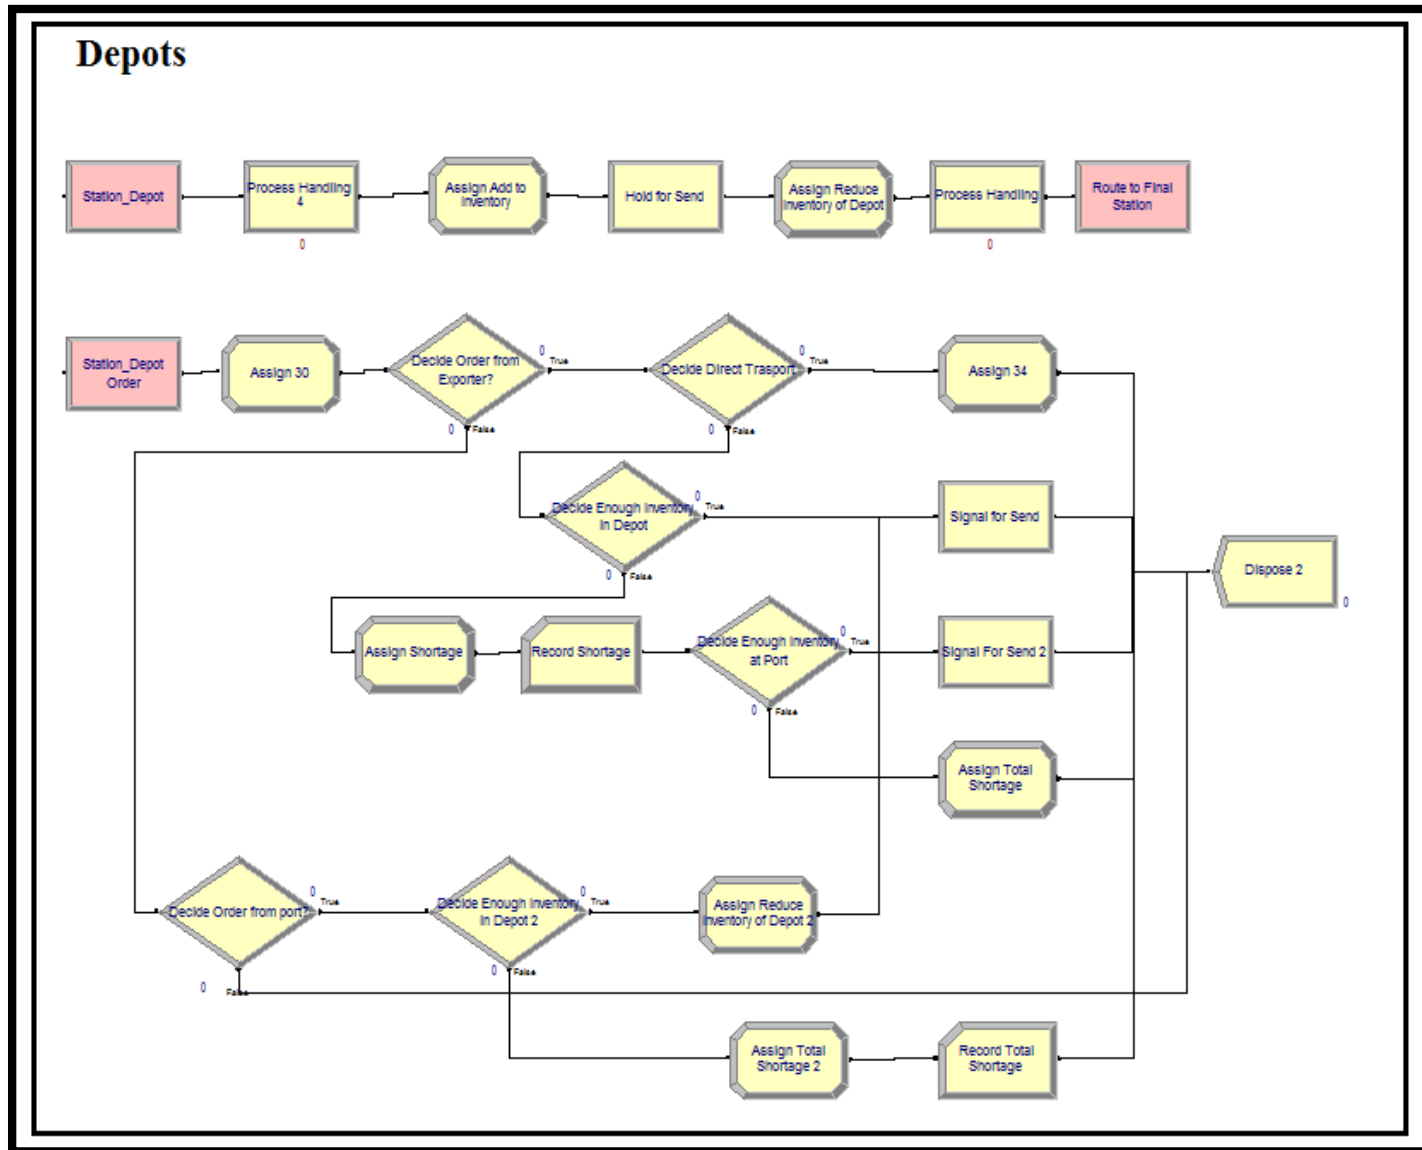 Depots
Station_Depot
Process Handling
4
0
Assign Add to
Inventory
Hold for Send
Assign Reduce
Inventory of Depot
Process Handling
0
Route to Final
Station
Station_Depot
Order
Assign 30
Decide Order from
Exporter?
0
True
0
False
Decide Direct Trasport
0
True
0
False
Assign 34
Decide Enough Inventory
in Depot
0
True
0
False
Signal for Send
Dispose 2
0
Assign Shortage
Record Shortage
Decide Enough Inventory
at Port
0
True
0
False
Signal For Send 2
Assign Total
Shortage
Decide Order from port?
0
True
0
False
Decide Enough Inventory
in Depot 2
0
True
0
False
Assign Reduce
Inventory of Depot 2
Assign Total
Shortage 2
Record Total
Shortage